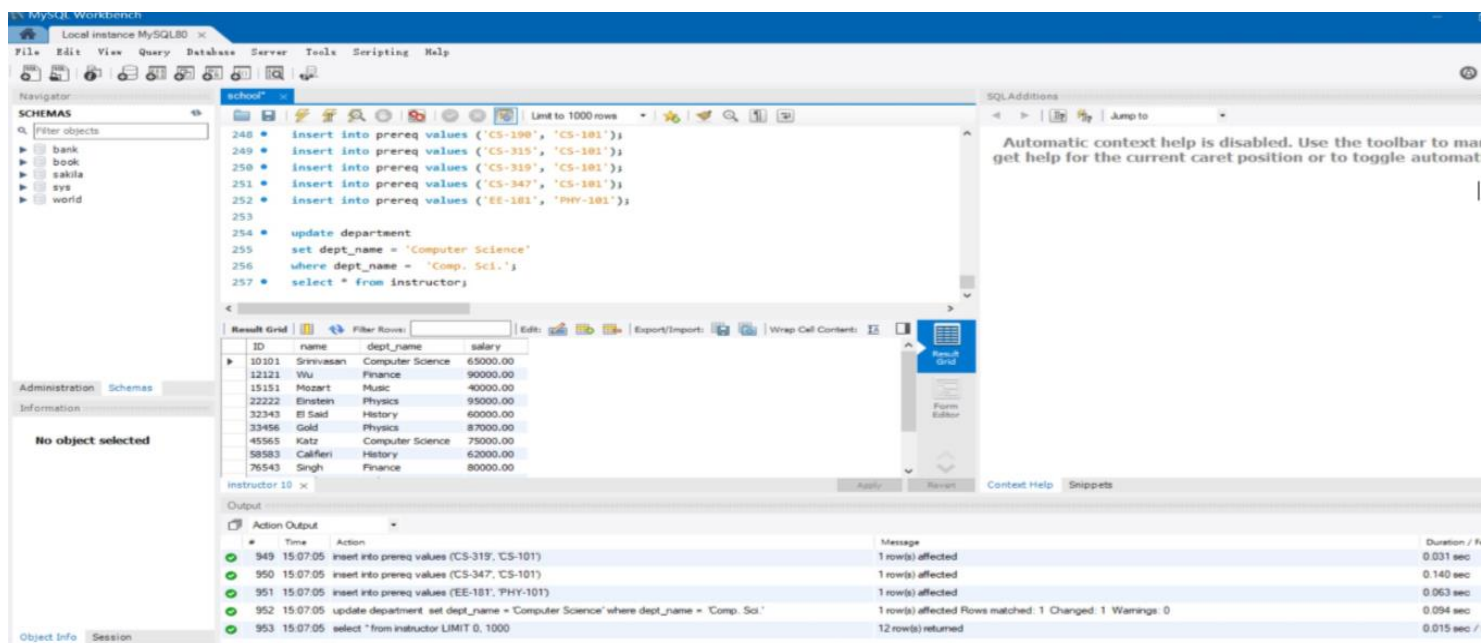 MySQL Workbench
Local instance MySQL80 ×
File Edit View Query Database Server Tools Scripting Help
Navigator
SCHEMAS
Filter objects
bank
book
sakila
sys
world
Administration Schemas
Information
No object selected
Object Info Session
school* ×
Limit to 1000 rows
248 insert into prereq values ('CS-190', 'CS-101');
249 insert into prereq values ('CS-315', 'CS-101');
250 insert into prereq values ('CS-319', 'CS-101');
251 insert into prereq values ('CS-347', 'CS-101');
252 insert into prereq values ('EE-181', 'PHY-101');
253
254 update department
255 set dept_name = 'Computer Science'
256 where dept_name = 'Comp. Sci.';
257 select * from instructor;
Result Grid Filter Rows: Edit: Export/Import: Wrap Cell Content:
ID name dept_name salary
10101 Srinivasan Computer Science 65000.00
12121 Wu Finance 90000.00
15151 Mozart Music 40000.00
22222 Einstein Physics 95000.00
32343 El Said History 60000.00
33456 Gold Physics 87000.00
45565 Katz Computer Science 75000.00
58583 Califieri History 62000.00
76543 Singh Finance 80000.00
Result
Grid
Form
Editor
instructor 10 × Apply Revert
SQLAdditions
Jump to
Automatic context help is disabled. Use the toolbar to
get help for the current caret position or to toggle
Context Help Snippets
Output
Action Output
# Time Action Message Duration /
949 15:07:05 insert into prereq values ('CS-319', 'CS-101') 1 row(s) affected 0.031 sec
950 15:07:05 insert into prereq values ('CS-347', 'CS-101') 1 row(s) affected 0.140 sec
951 15:07:05 insert into prereq values ('EE-181', 'PHY-101') 1 row(s) affected 0.063 sec
952 15:07:05 update department set dept_name = 'Computer Science' where dept_name = 'Comp. Sci.' 1 row(s) affected Rows matched: 1 Changed: 1 Warnings: 0 0.094 sec
953 15:07:05 select * from instructor LIMIT 0, 1000 12 row(s) returned 0.015 sec /